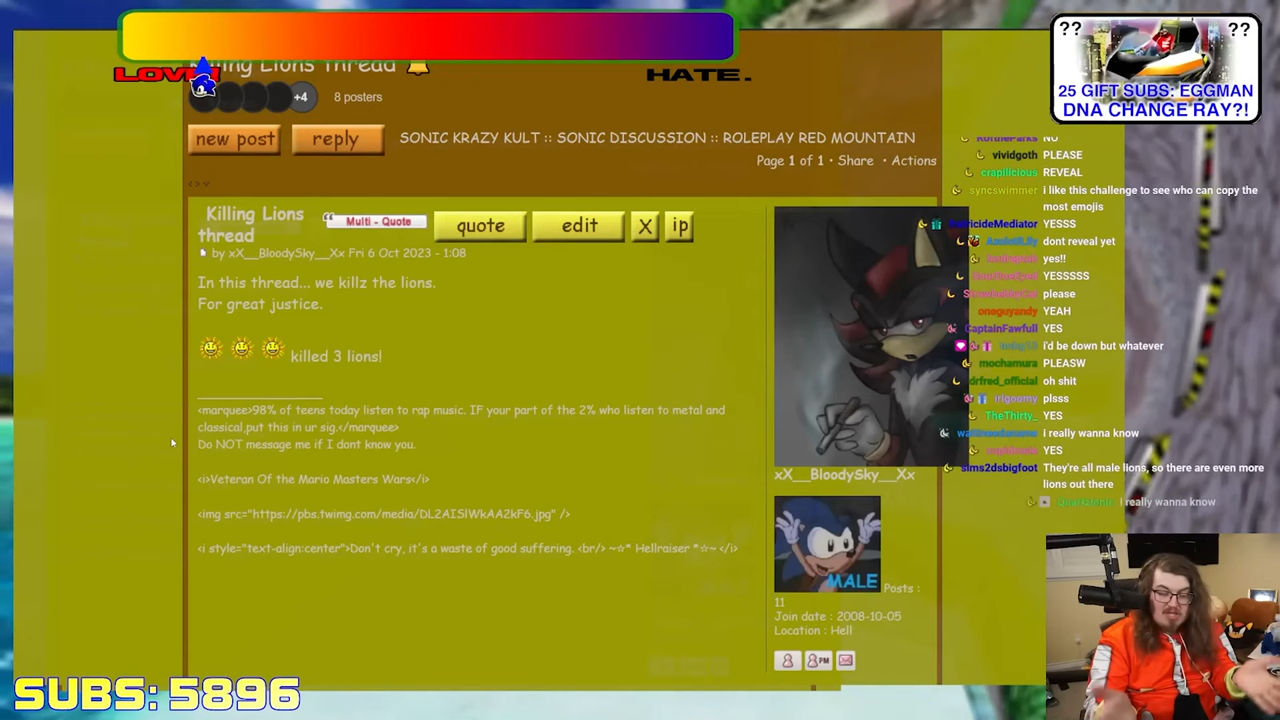 ?? ??
25 GIFT SUBS: EGGMAN
DNA CHANGE RAY?!
LOVE
HATE.
Killing Lions Thread
+4 8 posters
new post reply SONIC KRAZY KULT :: SONIC DISCUSSION :: ROLEPLAY RED MOUNTAIN
Page 1 of 1 • Share • Actions
Killing Lions
thread
Multi - Quote quote edit X ip
by xX__BloodySky__Xx Fri 6 Oct 2023 - 1:08
In this thread... we killz the lions.
For great justice.
killed 3 lions!
<marquee>98% of teens today listen to rap music. IF your part of the 2% who listen to metal and
classical,put this in ur sig.</marquee>
Do NOT message me if I dont know you.
<i>Veteran Of the Mario Masters Wars</i>
<img src="https://pbs.twimg.com/media/DL2AISlWkAA2kF6.jpg" />
<i style="text-align:center">Don't cry, it's a waste of good suffering. <br/> ~☆* Hellraiser *☆~ </i>
xX__BloodySky__Xx
MALE
Posts :
11
Join date : 2008-10-05
Location : Hell
PM
NO
vividgoth PLEASE
crapilicious REVEAL
syncswimmer i like this challenge to see who can copy the
most emojis
YESSS
dont reveal yet
yes!!
YESSSSS
please
oneguyandy YEAH
CaptainFawfull YES
i'd be down but whatever
mochamura PLEASW
drfred_official oh shit
irigoomy plsss
TheThirty_ YES
i really wanna know
YES
sims2dsbigfoot They're all male lions, so there are even more
lions out there
I really wanna know
SUBS: 5896